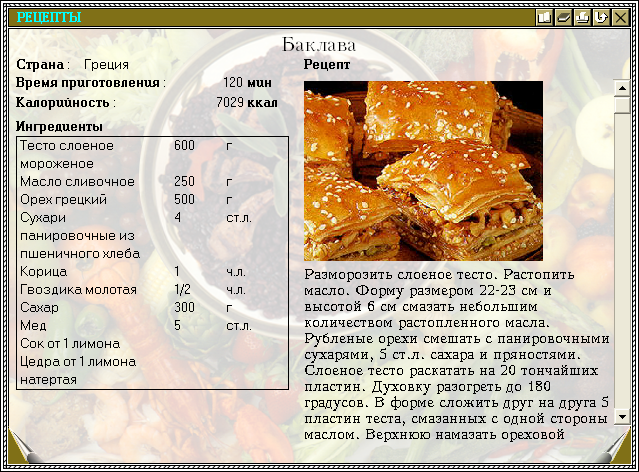 РЕЦЕПТЫ
Баклава
Страна : Греция
Время приготовления : 120 мин
Калорийность : 7029 ккал
Ингредиенты
Тесто слоеное 600 г
мороженое
Масло сливочное 250 г
Орех грецкий 500 г
Сухари 4 ст.л.
панировочные из
пшеничного хлеба
Корица 1 ч.л.
Гвоздика молотая 1/2 ч.л.
Сахар 300 г
Мед 5 ст.л.
Сок от 1 лимона
Цедра от 1 лимона
натертая
Рецепт
Разморозить слоеное тесто. Растопить
масло. Форму размером 22-23 см и
высотой 6 см смазать небольшим
количеством растопленного масла.
Рубленые орехи смешать с панировочными
сухарями, 5 ст.л. сахара и пряностями.
Слоеное тесто раскатать на 20 тончайших
пластин. Духовку разогреть до 180
градусов. В форме сложить друг на друга 5
пластин теста, смазанных с одной стороны
маслом. Верхнюю намазать ореховой